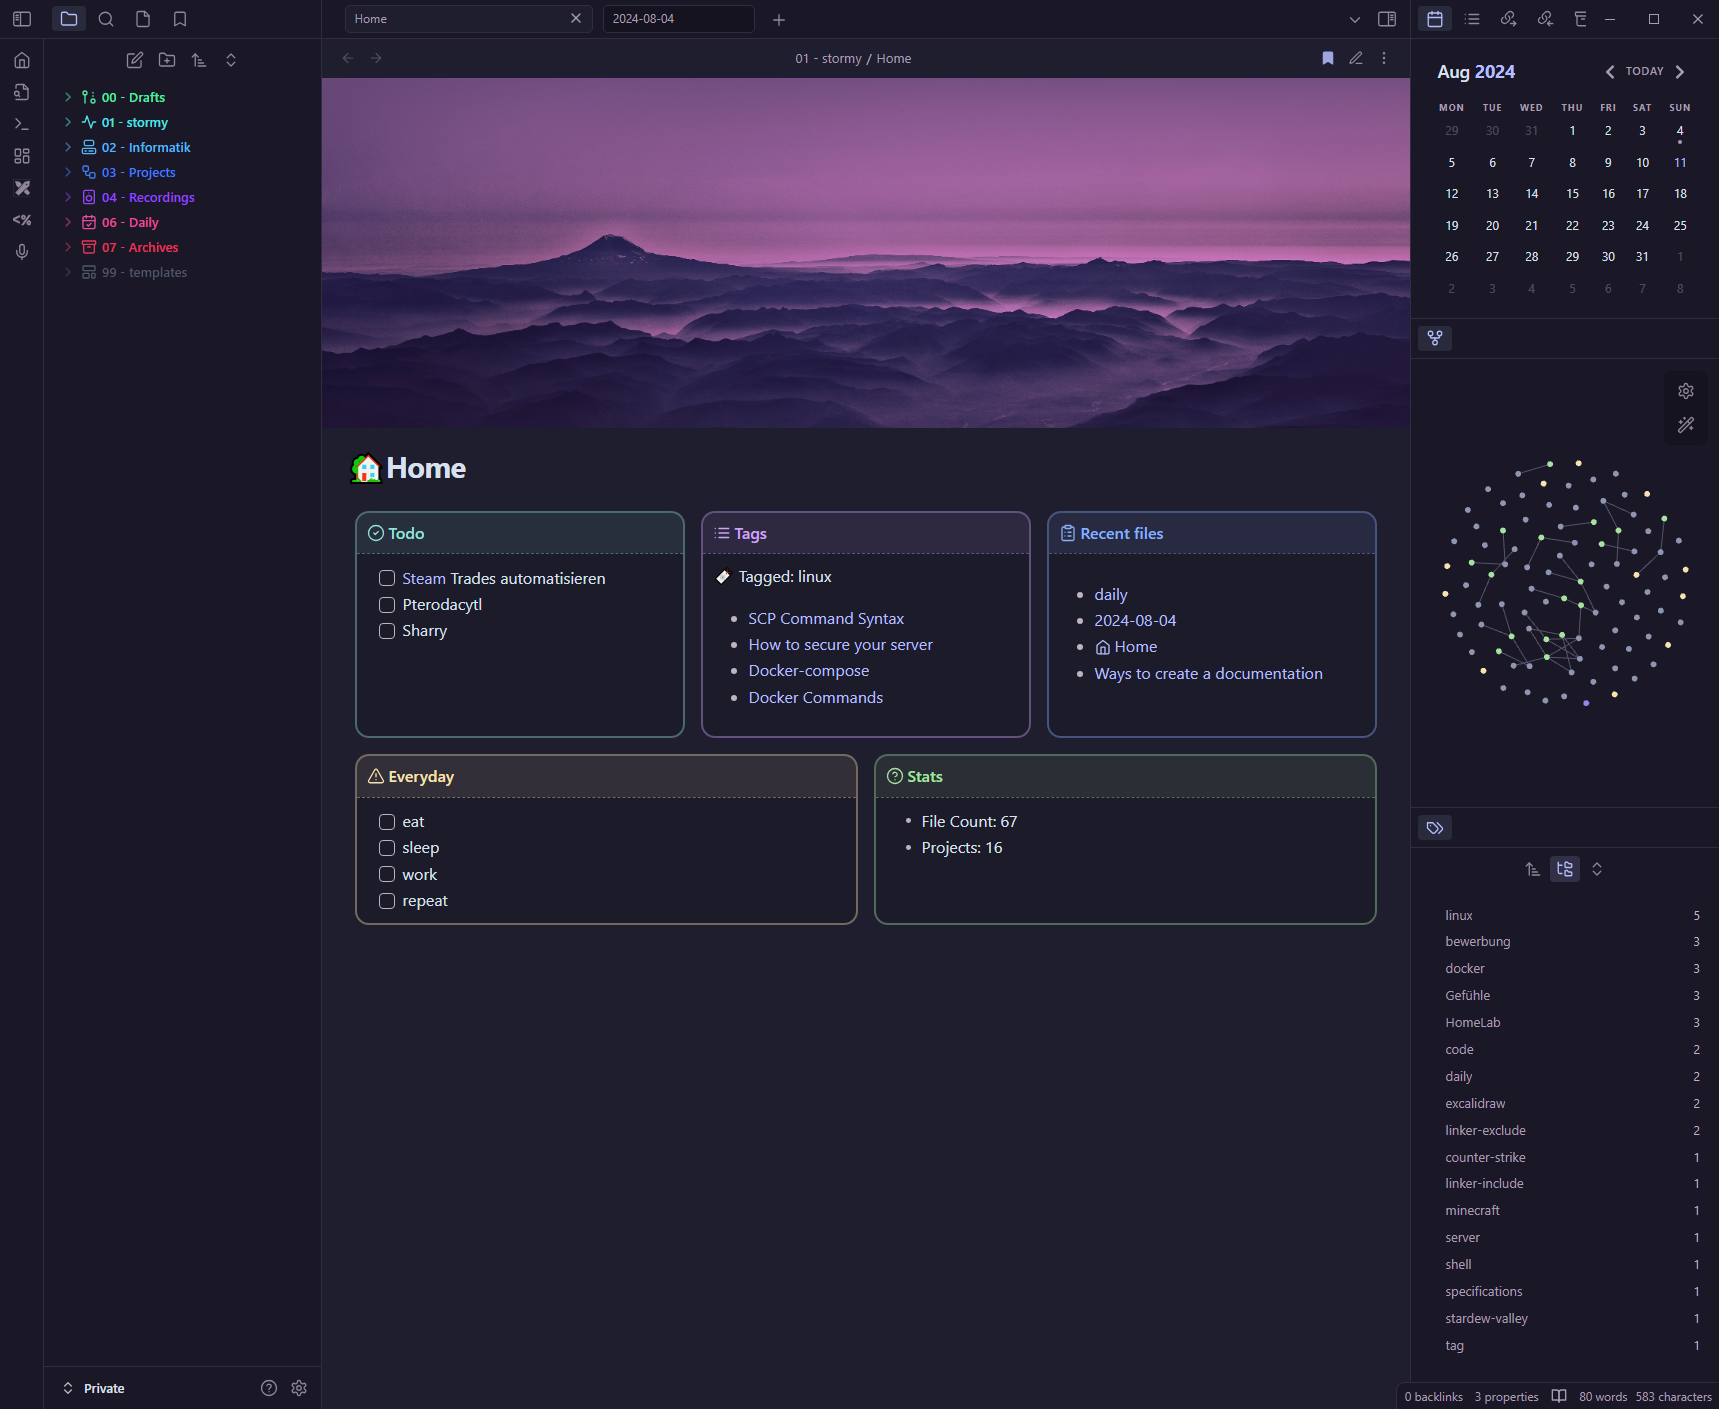 Home
2024-08-04
01 - stormy / Home
00 - Drafts
01 - stormy
02 - Informatik
03 - Projects
04 - Recordings
06 - Daily
07 - Archives
99 - templates
Private
Home
Todo
Steam Trades automatisieren
Pterodacytl
Sharry
Tags
Tagged: linux
SCP Command Syntax
How to secure your server
Docker-compose
Docker Commands
Recent files
daily
2024-08-04
Home
Ways to create a documentation
Everyday
eat
sleep
work
repeat
Stats
File Count: 67
Projects: 16
Aug 2024 TODAY
MON TUE WED THU FRI SAT SUN
29 30 31 1 2 3 4
5 6 7 8 9 10 11
12 13 14 15 16 17 18
19 20 21 22 23 24 25
26 27 28 29 30 31 1
2 3 4 5 6 7 8
linux 5
bewerbung 3
docker 3
Gefühle 3
HomeLab 3
code 2
daily 2
excalidraw 2
linker-exclude 2
counter-strike 1
linker-include 1
minecraft 1
server 1
shell 1
specifications 1
stardew-valley 1
tag 1
0 backlinks 3 properties 80 words 583 characters